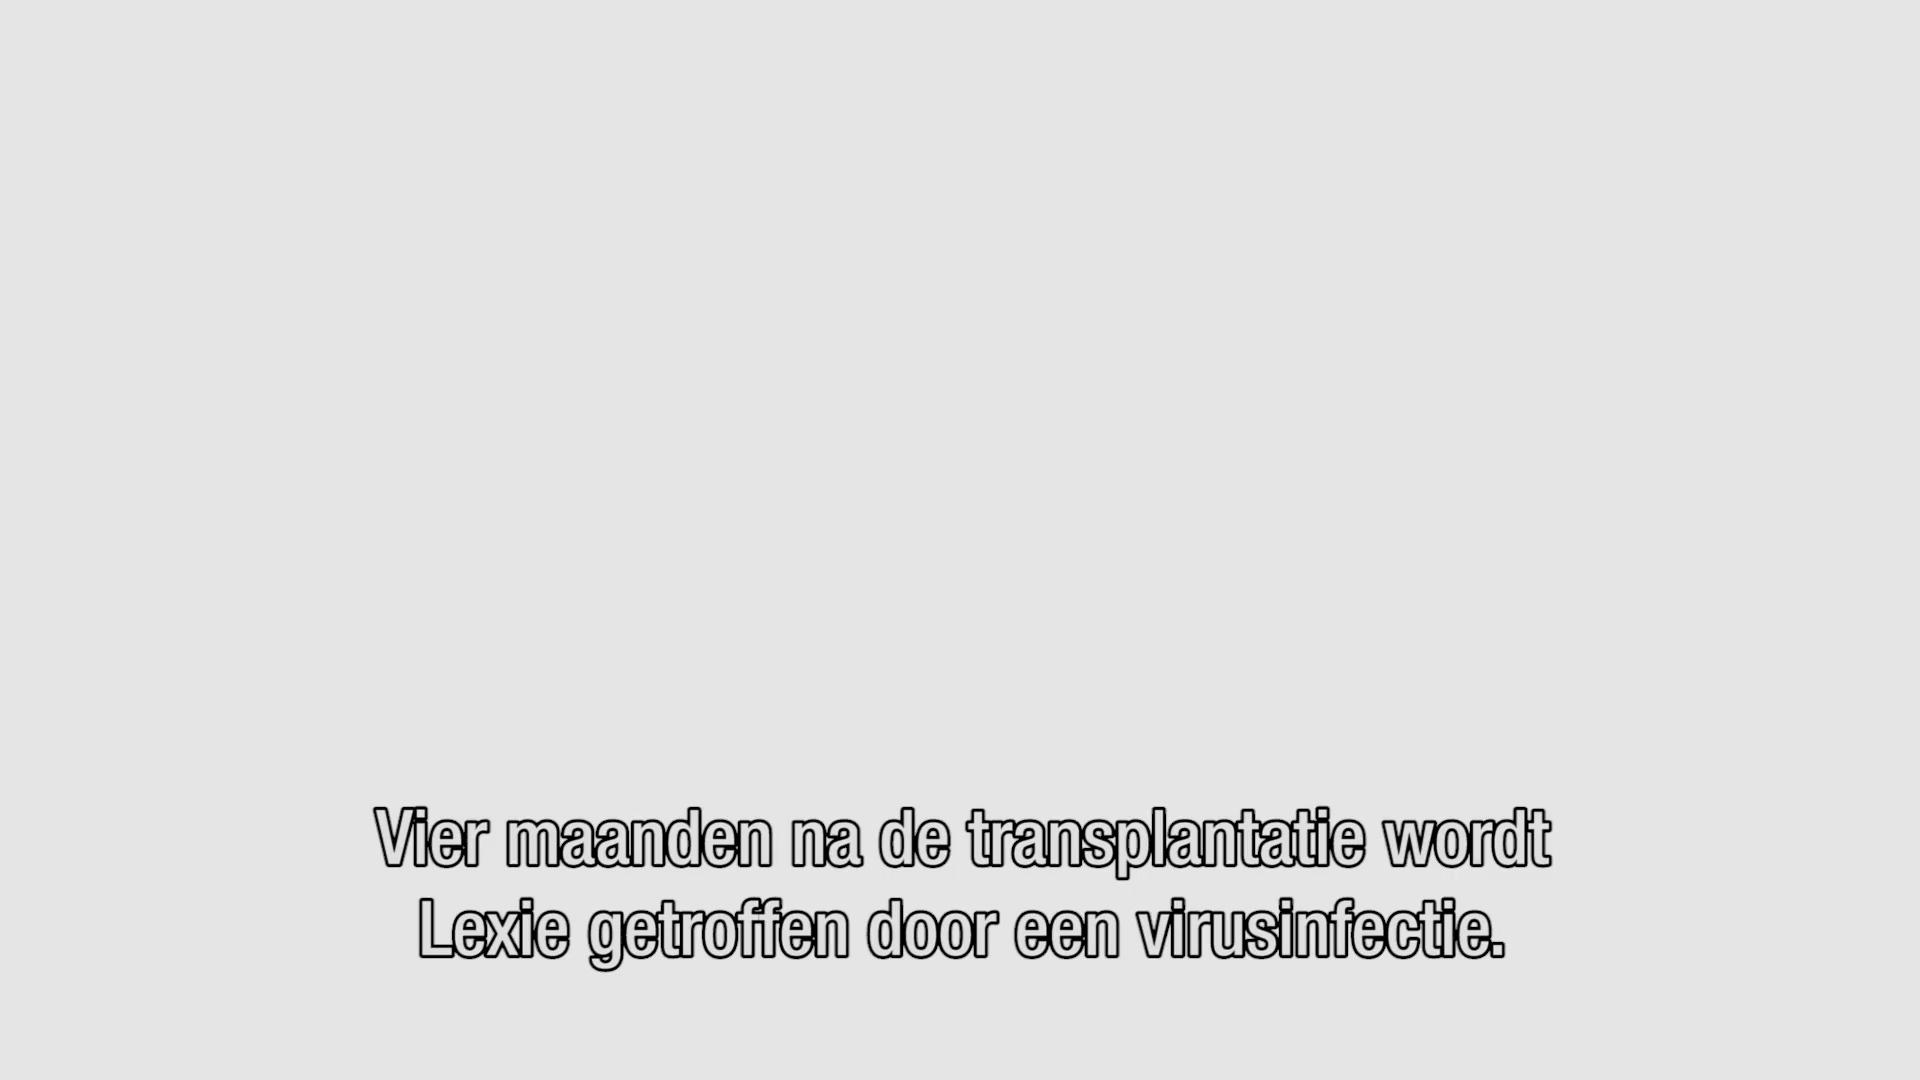 Vier maanden na de transplantatie wordt
Lexie getroffen door een virusinfectie.